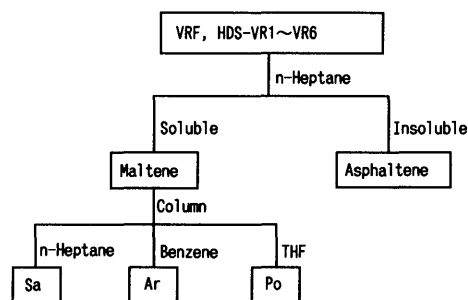 VRF, HDS-VR1～VR6
n-Heptane
Soluble
Insoluble
Maltene
Asphaltene
Column
n-Heptane
Benzene
THF
Sa
Ar
Po